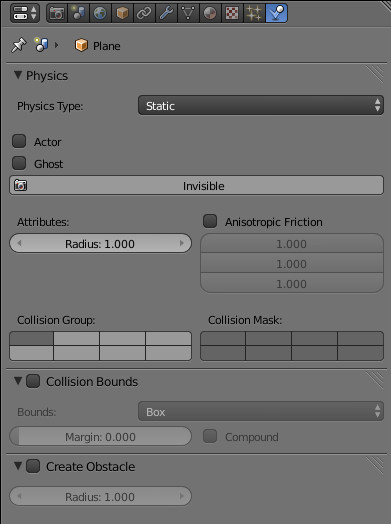 Plane
Physics
Physics Type: Static
Actor
Ghost
Invisible
Attributes: Anisotropic Friction
Radius: 1.000 1.000
1.000
1.000
Collision Group: Collision Mask:
Collision Bounds
Bounds: Box
Margin: 0.000 Compound
Create Obstacle
Radius: 1.000